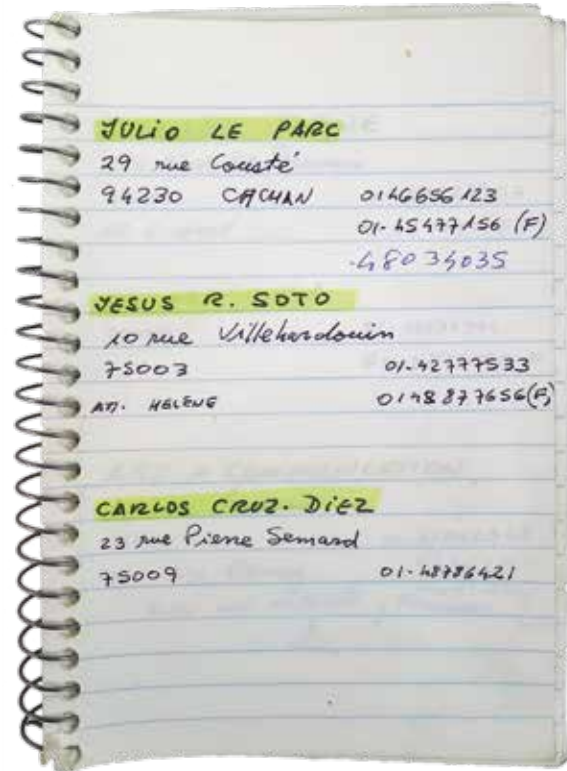 JULiO LE PARC
29 rue Cousté
94230 CACHAN 0146656123
01-45477156 (F)
-48034035
JESUS R. SOTO
10 rue Villehardouin
75003 01-42777533
ATT. HELENE 0148877656(F)
CARLOS CRUZ-DiEZ
23 rue Pierre Semard
75009 01-48786421